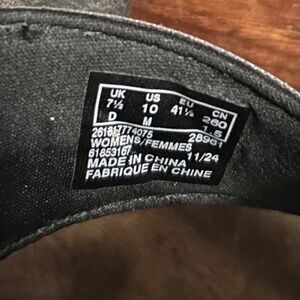 UK US EU CN
7½ 10 41½ 260
D M 1.5
28961
WOMENS/FEMMES
61853167 11/24
MADE IN CHINA
FABRIQUE EN CHINE